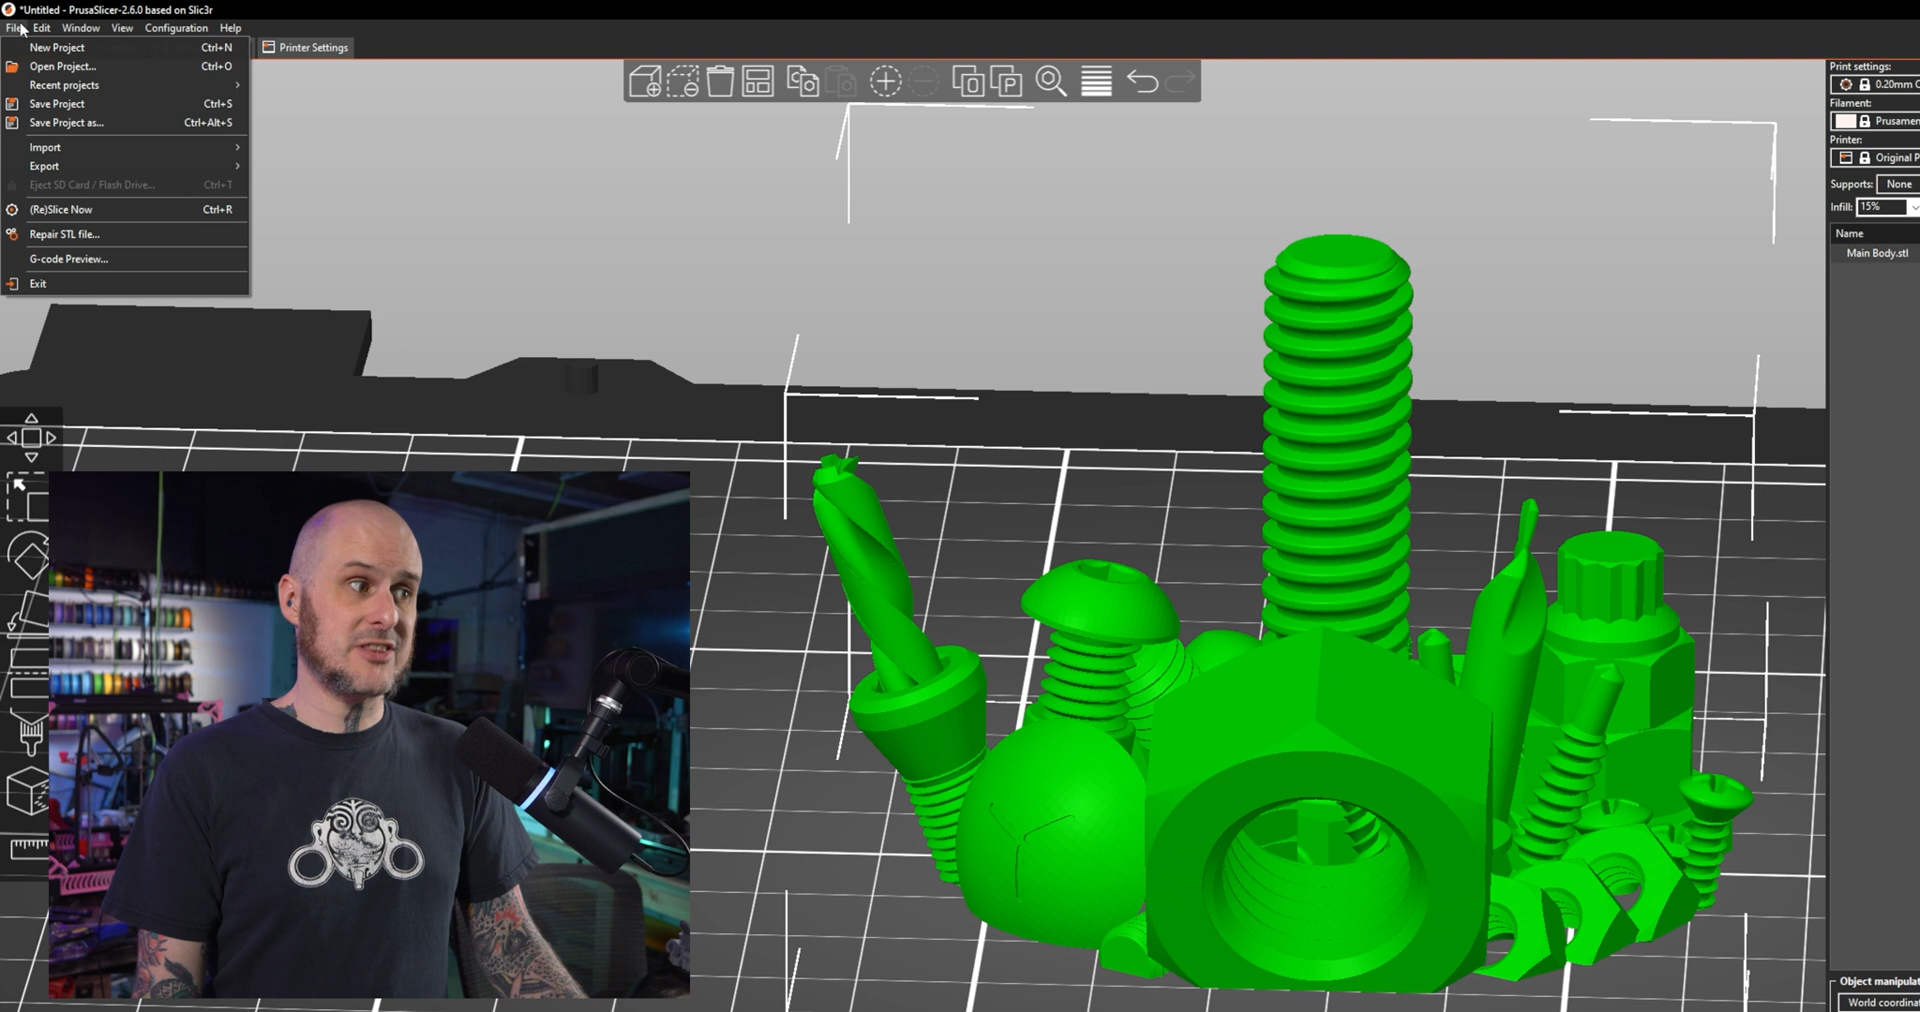 *Untitled - PrusaSlicer-2.6.0 based on Slic3r
File Edit Window View Configuration Help
Printer Settings
New Project Ctrl+N
Open Project... Ctrl+O
Recent projects
Save Project Ctrl+S
Save Project as... Ctrl+Alt+S
Import
Export
Eject SD Card / Flash Drive... Ctrl+T
(Re)Slice Now Ctrl+R
Repair STL file...
G-code Preview...
Exit
O P
Print settings:
0.20mm
Filament:
Prusamen
Printer:
Original P
Supports: None
Infill: 15%
Name
Main Body.stl
Object manipulat
World coordina